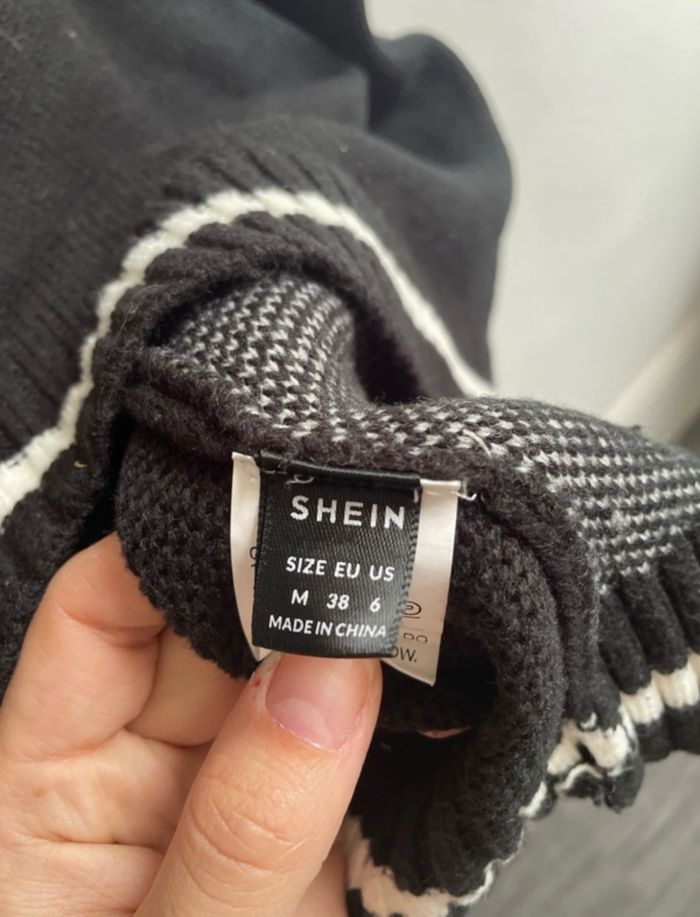 SHEIN
SIZE EU US
M 38 6
MADE IN CHINA